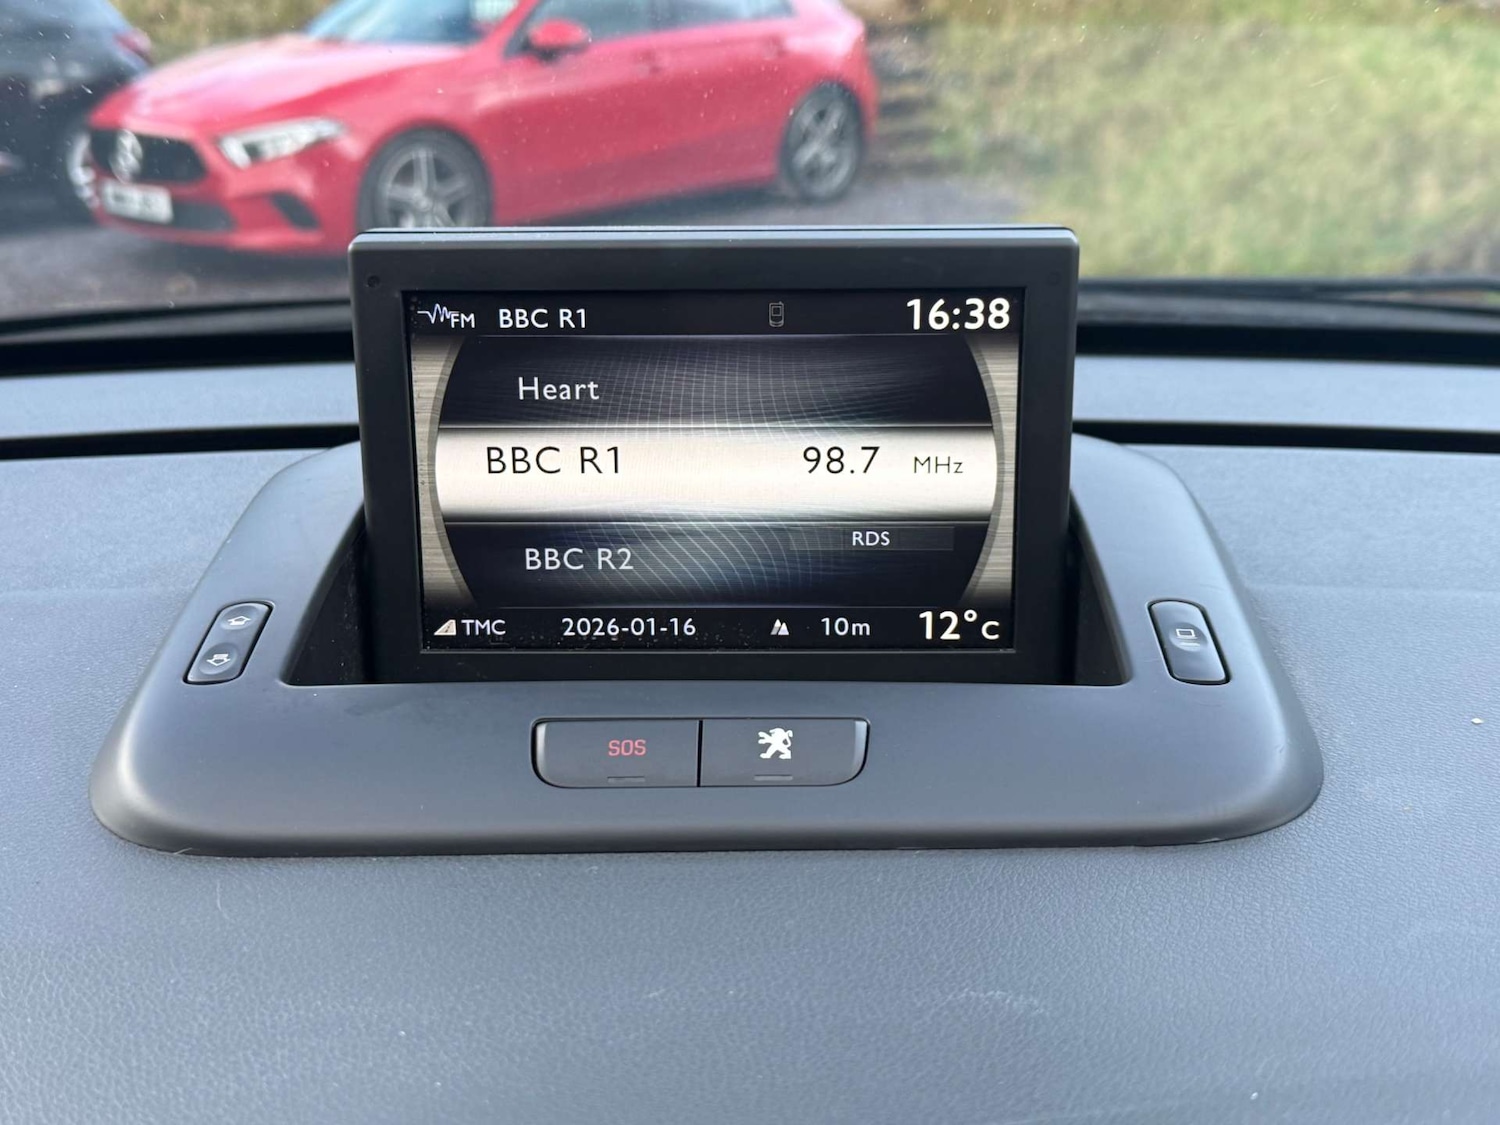 FM BBC R1 16:38
Heart
BBC R1 98.7 MHz
RDS
BBC R2
TMC 2026-01-16 10m 12°C
SOS